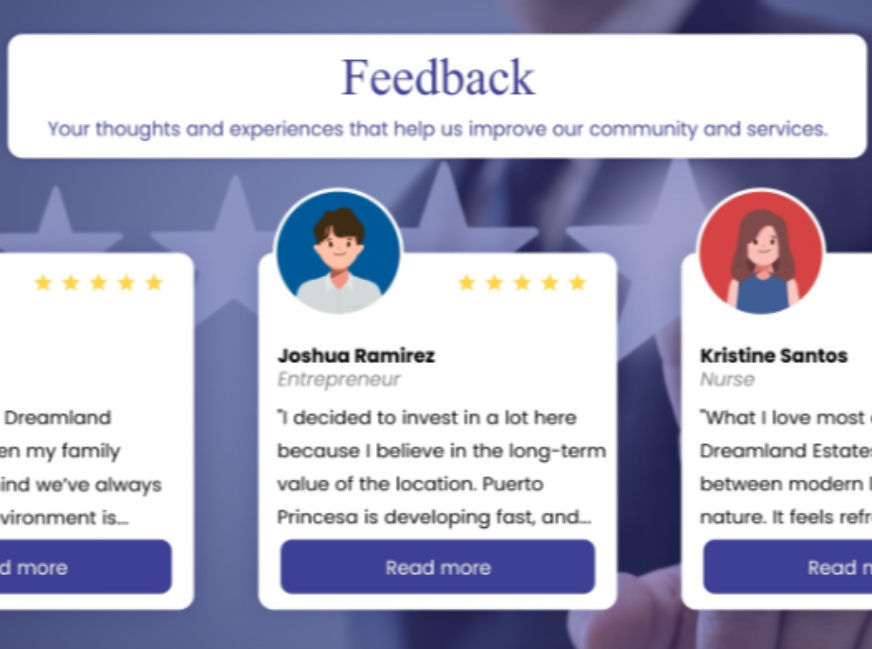 Feedback
Your thoughts and experiences that help us improve our community and services.
Dreamland
en my family
ind we've always
vironment is...
d more
Joshua Ramirez
Entrepreneur
"I decided to invest in a lot here
because I believe in the long-term
value of the location. Puerto
Princesa is developing fast, and...
Read more
Kristine Santos
Nurse
"What I love most
Dreamland Estates
between modern
nature. It feels refr
Read